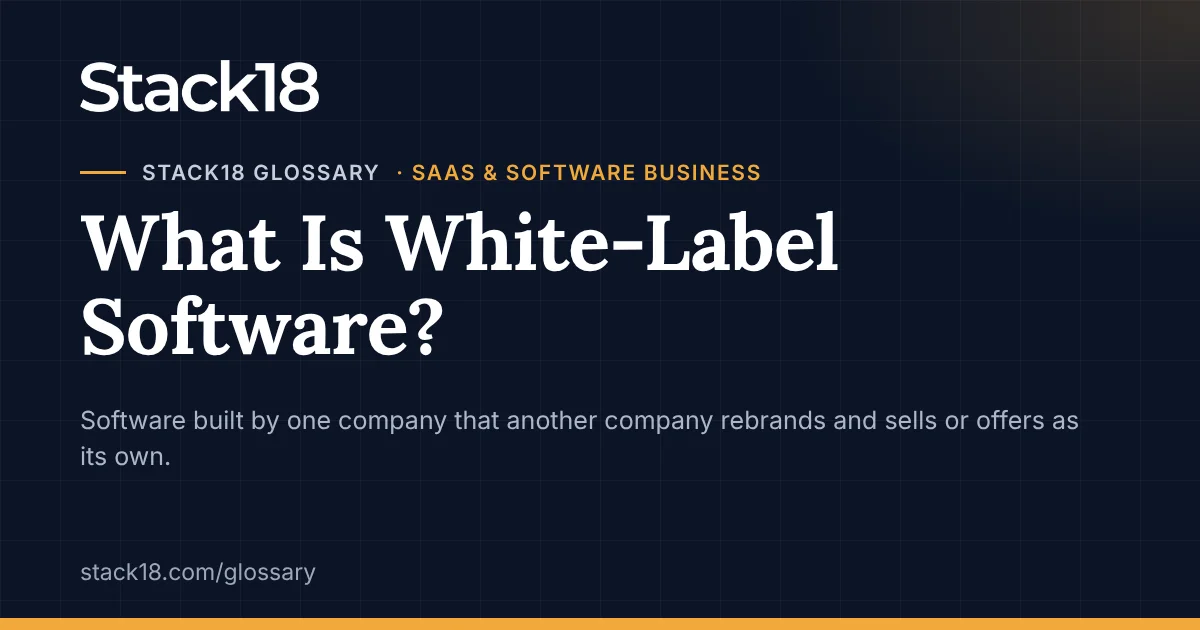 Stack18
STACK18 GLOSSARY · SAAS & SOFTWARE BUSINESS
What Is White-Label
Software?
Software built by one company that another company rebrands and sells or offers as
its own.
stack18.com/glossary